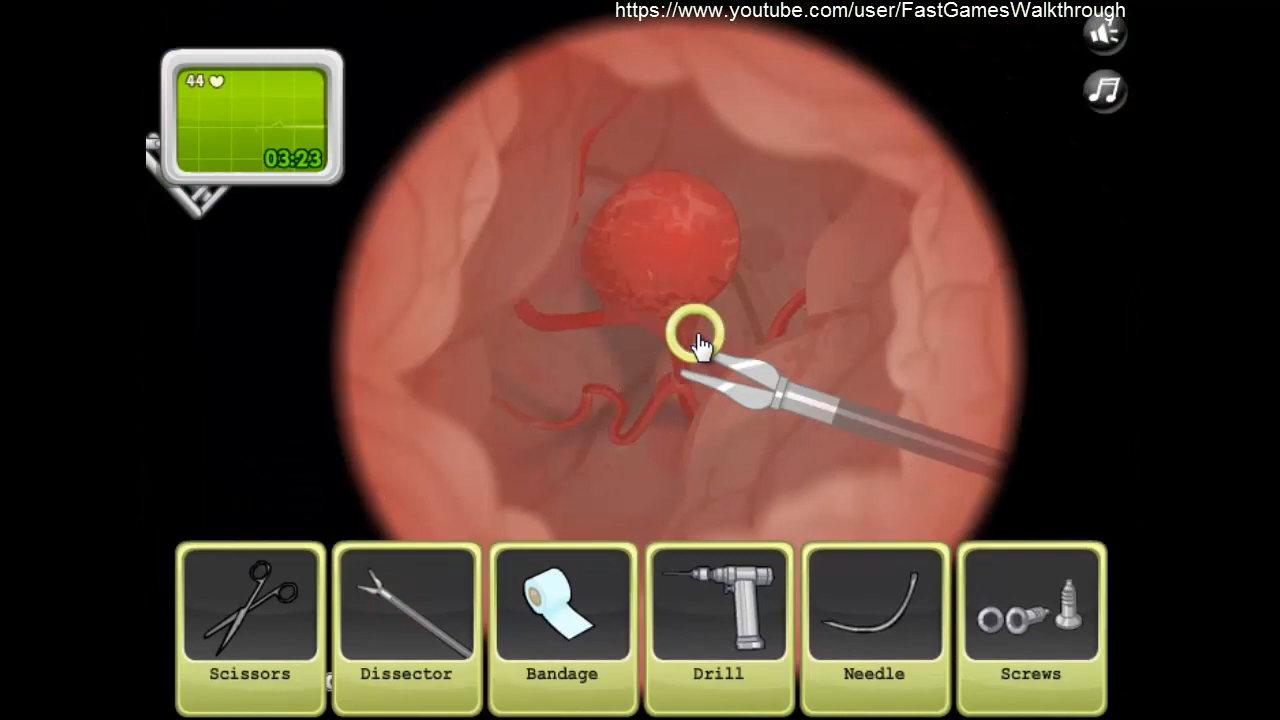 https://www.youtube.com/user/FastGamesWalkthrough
44
03:23
Scissors
Dissector
Bandage
Drill
Needle
Screws